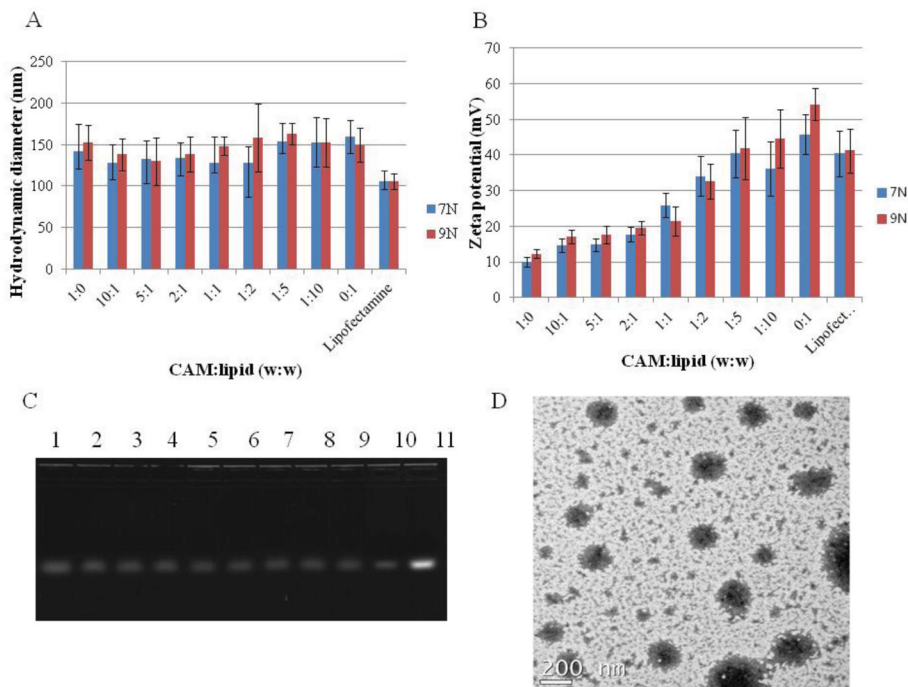 A
Hydrodynamic diameter (nm)
250
200
150
100
50
0
1:0 10:1 5:1 2:1 1:1 1:2 1:5 1:10 0:1 Lipofectamine
CAM:lipid (w:w)
7N
9N
B
Zeta potential (mV)
70
60
50
40
30
20
10
0
1:0 10:1 5:1 2:1 1:1 1:2 1:5 1:10 0:1 Lipofect..
CAM:lipid (w:w)
7N
9N
C
1 2 3 4 5 6 7 8 9 10 11
D
200 nm